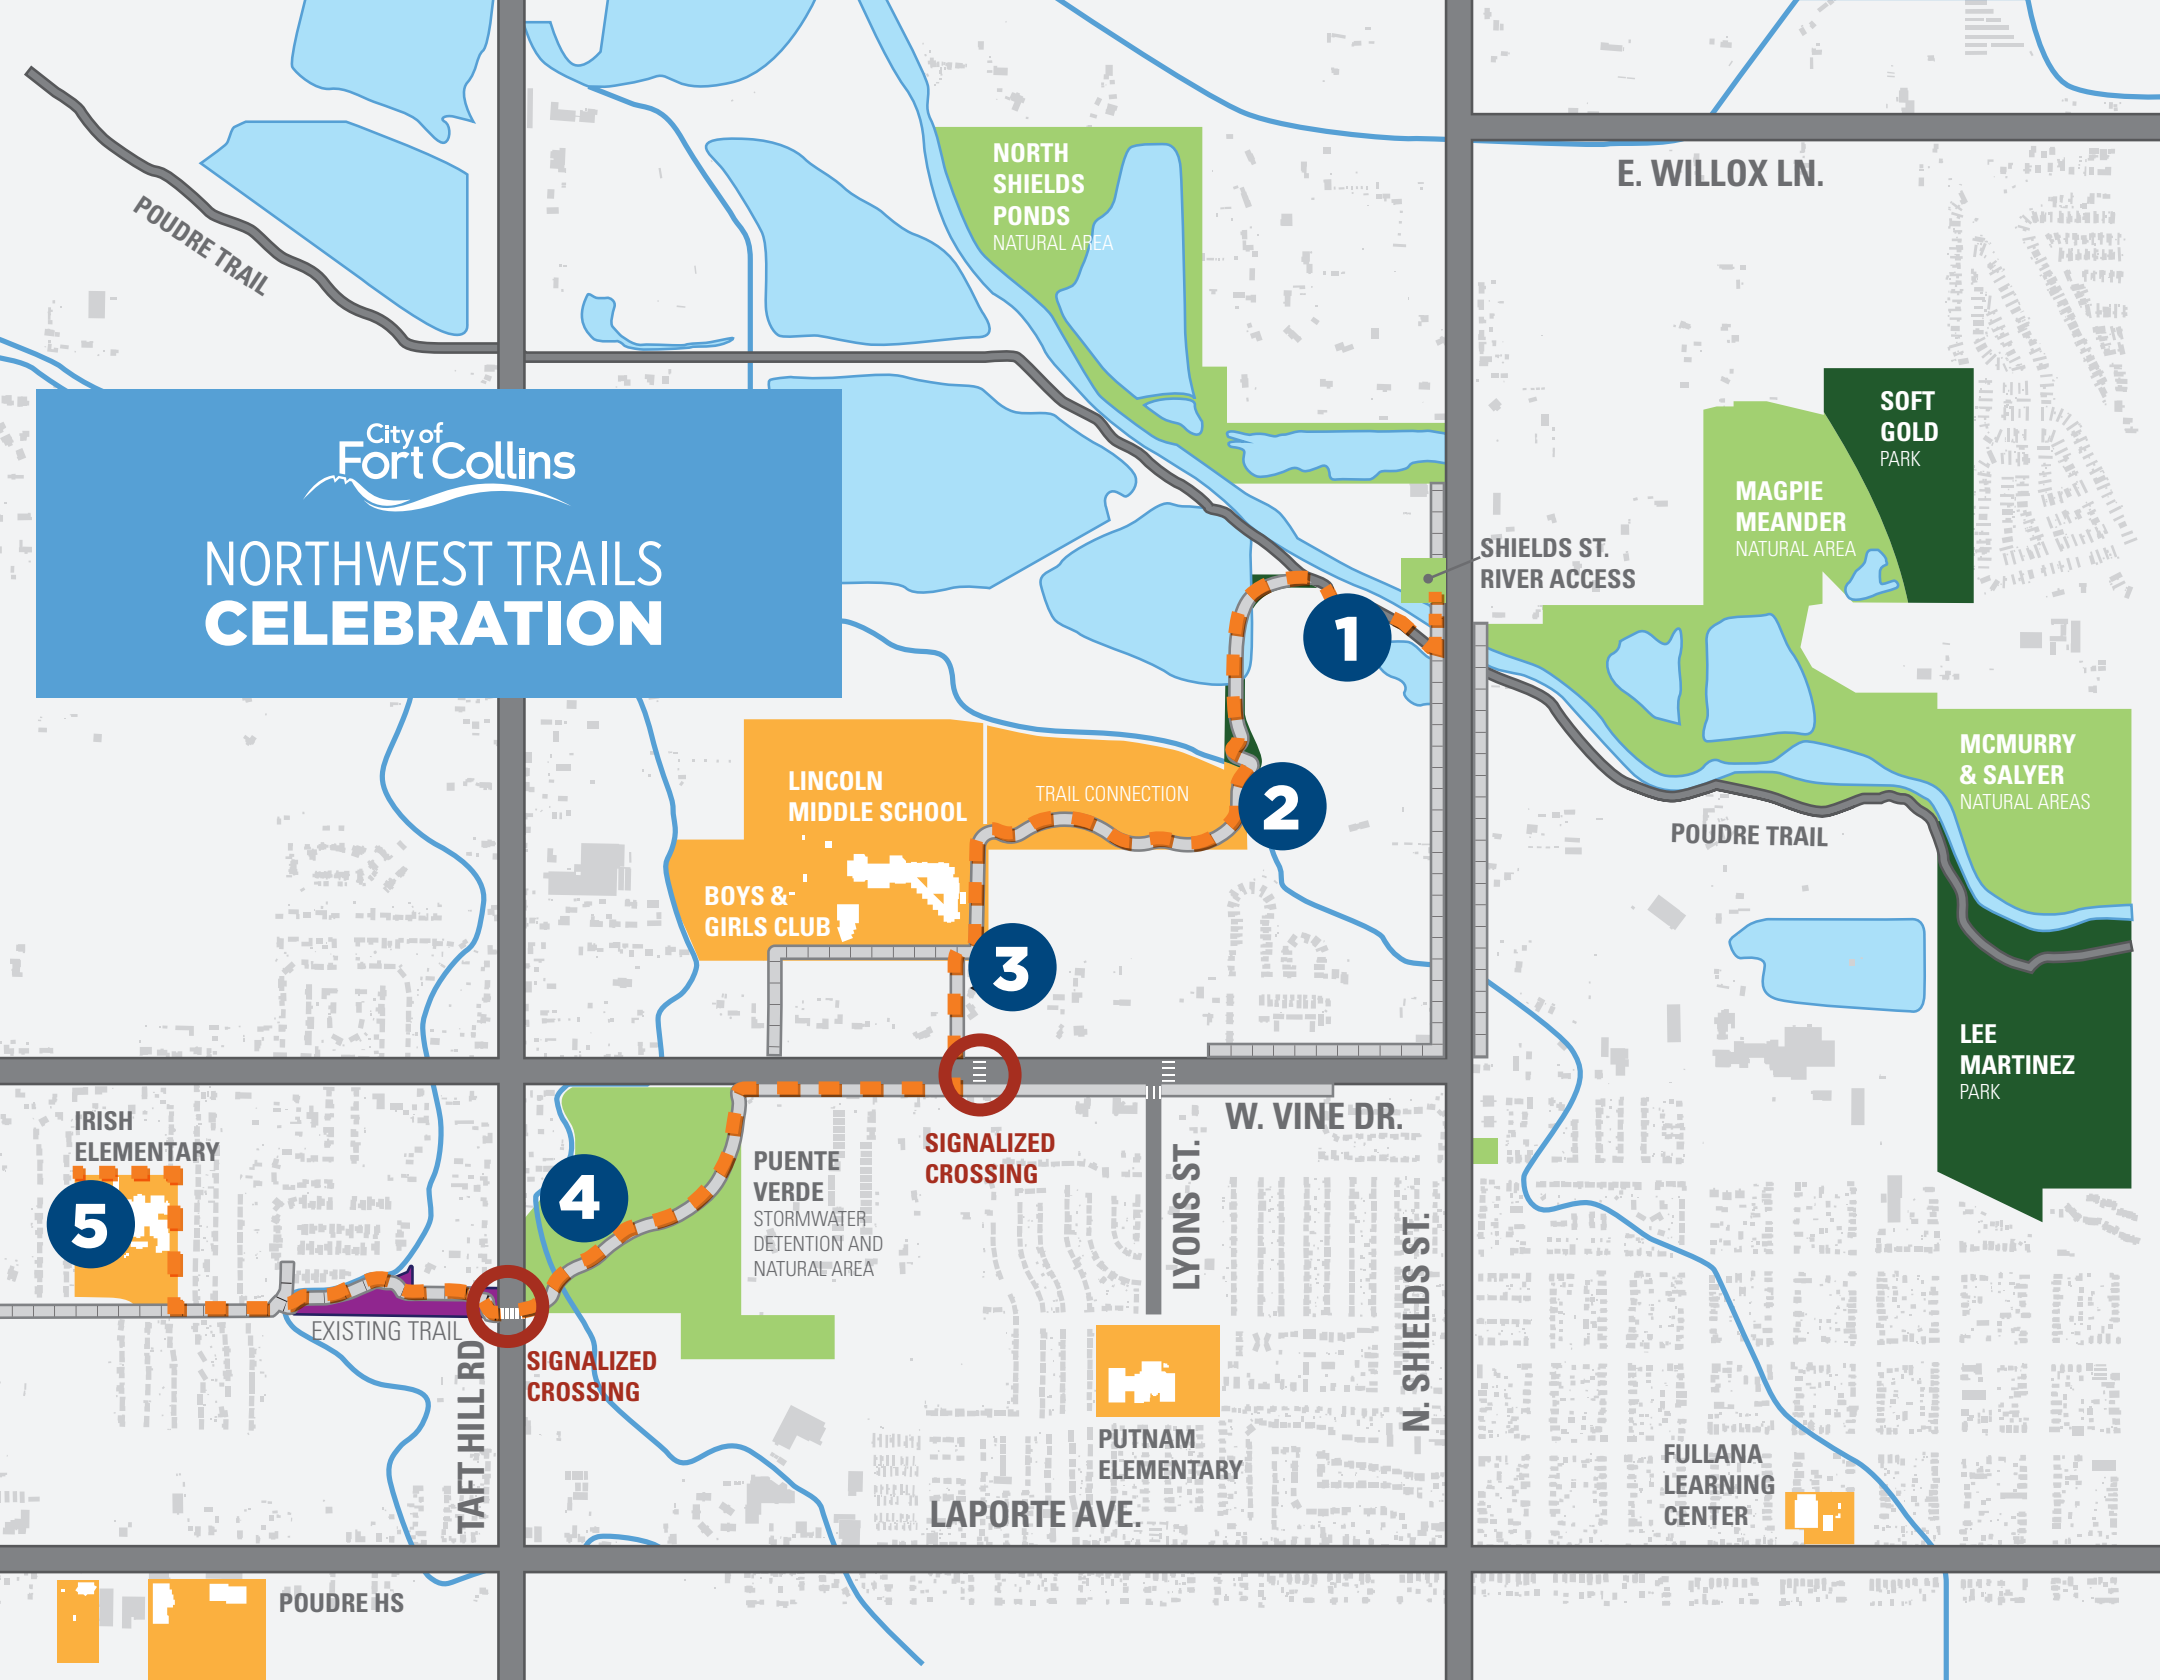 NORTH
SHIELDS
PONDS
NATURAL AREA
E. WILLOX LN.
POUDRE TRAIL
City of
Fort Collins
NORTHWEST TRAILS
CELEBRATION
SOFT
GOLD
PARK
MAGPIE
MEANDER
NATURAL AREA
SHIELDS ST.
RIVER ACCESS
1
MCMURRY
& SALYER
NATURAL AREAS
LINCOLN
MIDDLE SCHOOL
TRAIL CONNECTION
2
POUDRE TRAIL
BOYS &
GIRLS CLUB
3
LEE
MARTINEZ
PARK
IRISH
ELEMENTARY
5
4
PUENTE
VERDE
STORMWATER
DETENTION AND
NATURAL AREA
SIGNALIZED
CROSSING
W. VINE DR.
LYONS ST.
N. SHIELDS ST.
EXISTING TRAIL
TAFT HILL RD
SIGNALIZED
CROSSING
PUTNAM
ELEMENTARY
FULLANA
LEARNING
CENTER
LAPORTE AVE.
POUDRE HS